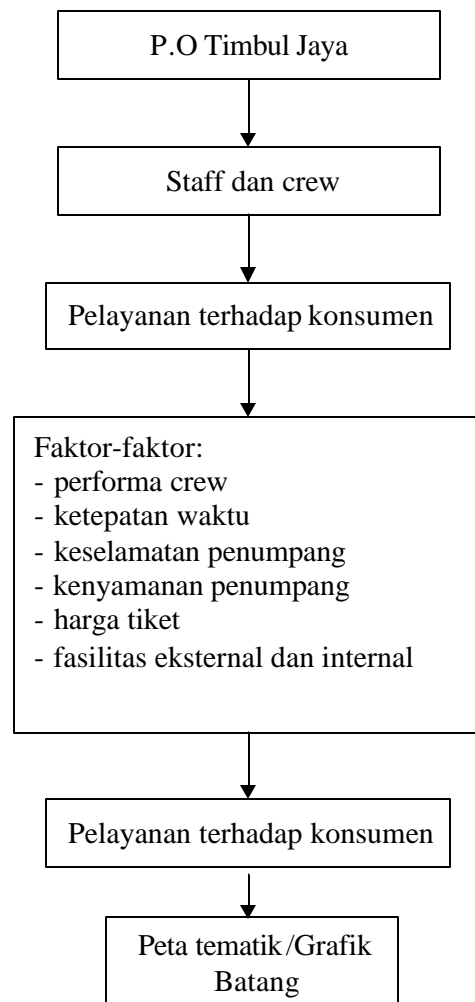 P.O Timbul Jaya
Staff dan crew
Pelayanan terhadap konsumen
Faktor-faktor:
- performa crew
- ketepatan waktu
- keselamatan penumpang
- kenyamanan penumpang
- harga tiket
- fasilitas eksternal dan internal
Pelayanan terhadap konsumen
Peta tematik/Grafik
Batang